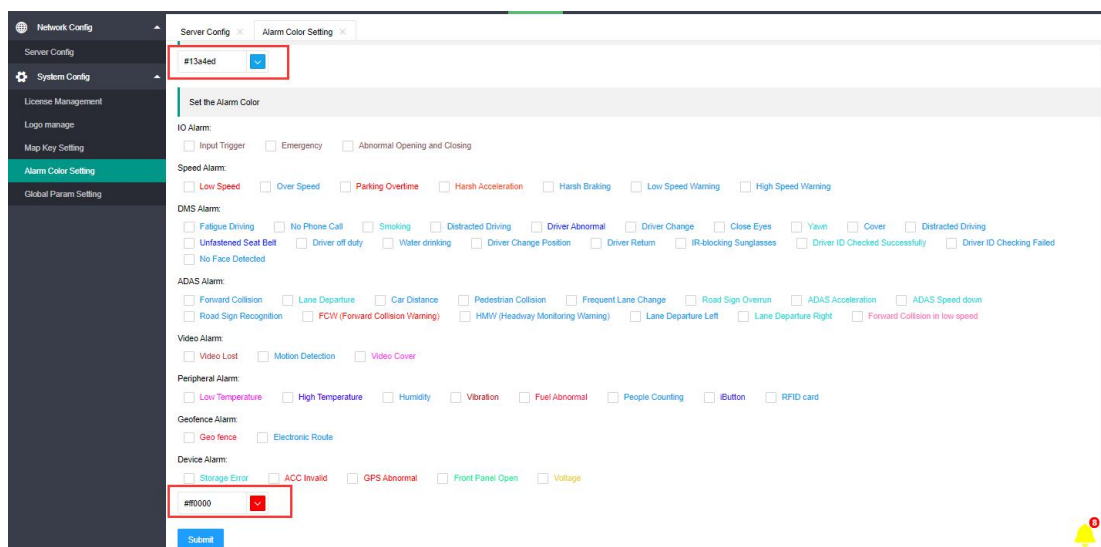 Network Config
Server Config
System Config
License Management
Logo manage
Map Key Setting
Alarm Color Setting
Global Param Setting
Server Config Alarm Color Setting
#13a4ed
Set the Alarm Color
IO Alarm:
Input Trigger Emergency Abnormal Opening and Closing
Speed Alarm:
Low Speed Over Speed Parking Overtime Harsh Acceleration Harsh Braking Low Speed Warning High Speed Warning
DMS Alarm:
Fatigue Driving No Phone Call Smoking Distracted Driving Driver Abnormal Driver Change Close Eyes Yawn Cover Distracted Driving
Unfastened Seat Belt Driver off duty Water drinking Driver Change Position Driver Return IR-blocking Sunglasses Driver ID Checked Successfully Driver ID Checking Failed
No Face Detected
ADAS Alarm:
Forward Collision Lane Departure Car Distance Pedestrian Collision Frequent Lane Change Road Sign Overrun ADAS Acceleration ADAS Speed down
Road Sign Recognition FCW (Forward Collision Warning) HMW (Headway Monitoring Warning) Lane Departure Left Lane Departure Right Forward Collision in low speed
Video Alarm:
Video Lost Motion Detection Video Cover
Peripheral Alarm:
Low Temperature High Temperature Humidity Vibration Fuel Abnormal People Counting iButton RFID card
Geofence Alarm:
Geo fence Electronic Route
Device Alarm:
Storage Error ACC Invalid GPS Abnormal Front Panel Open Voltage
#ff0000
Submit
8